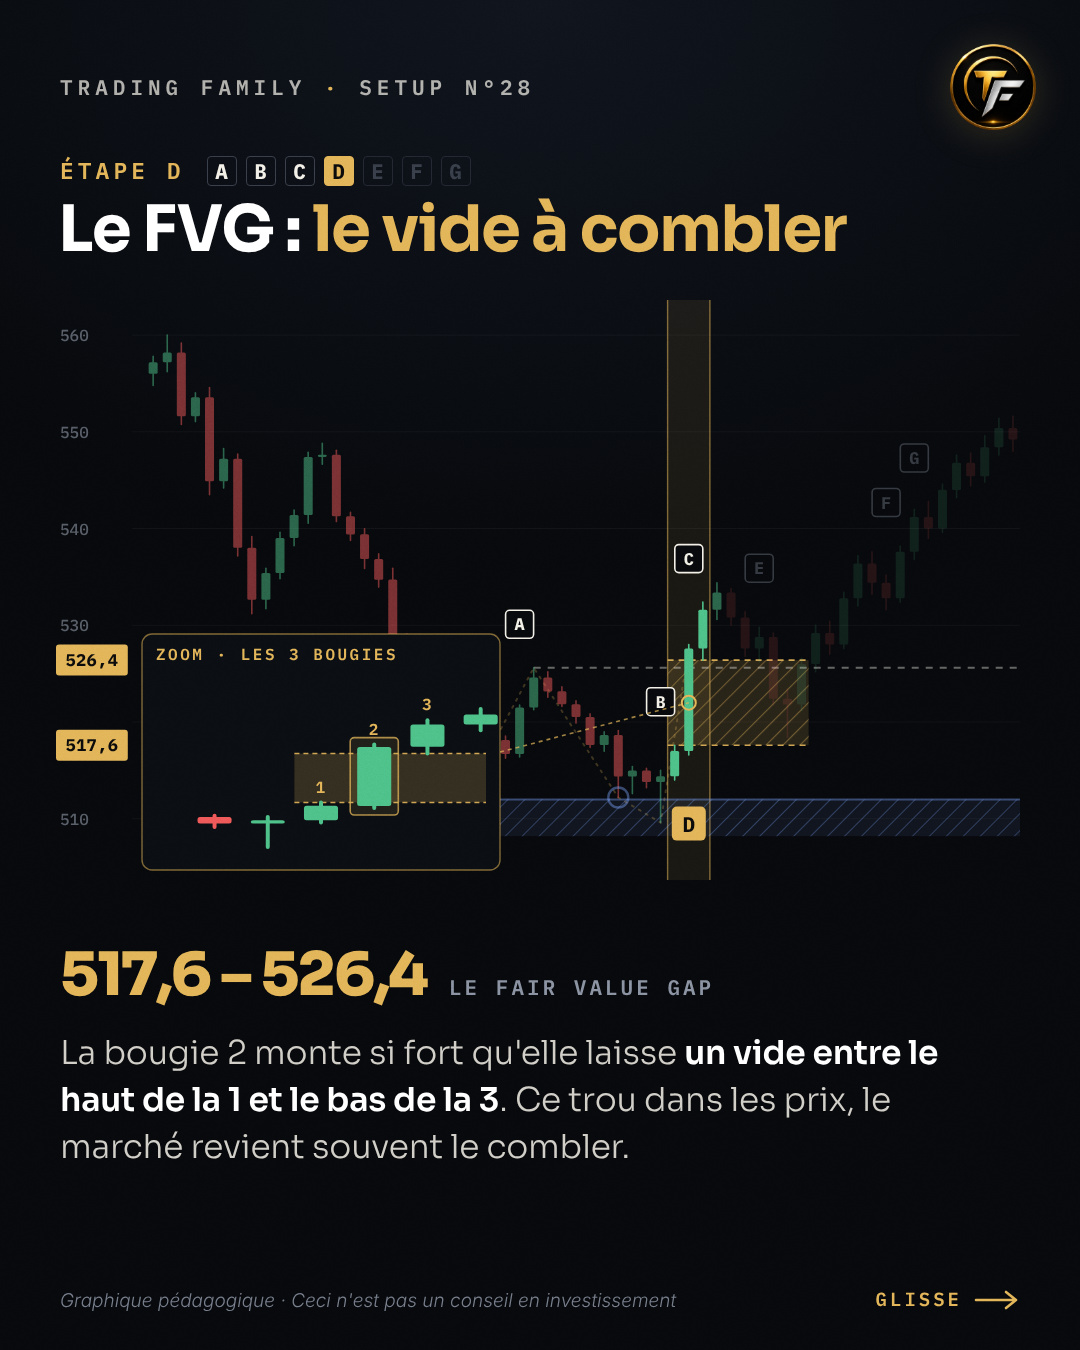 TRADING FAMILY · SETUP N°28
TF
ÉTAPE D A B C D E F G
Le FVG : le vide à combler
560
550
540
530
526,4
517,6
510
ZOOM · LES 3 BOUGIES
1
2
3
A
B
C
D
E
F
G
517,6 – 526,4 LE FAIR VALUE GAP
La bougie 2 monte si fort qu'elle laisse un vide entre le
haut de la 1 et le bas de la 3. Ce trou dans les prix, le
marché revient souvent le combler.
Graphique pédagogique · Ceci n'est pas un conseil en investissement
GLISSE →